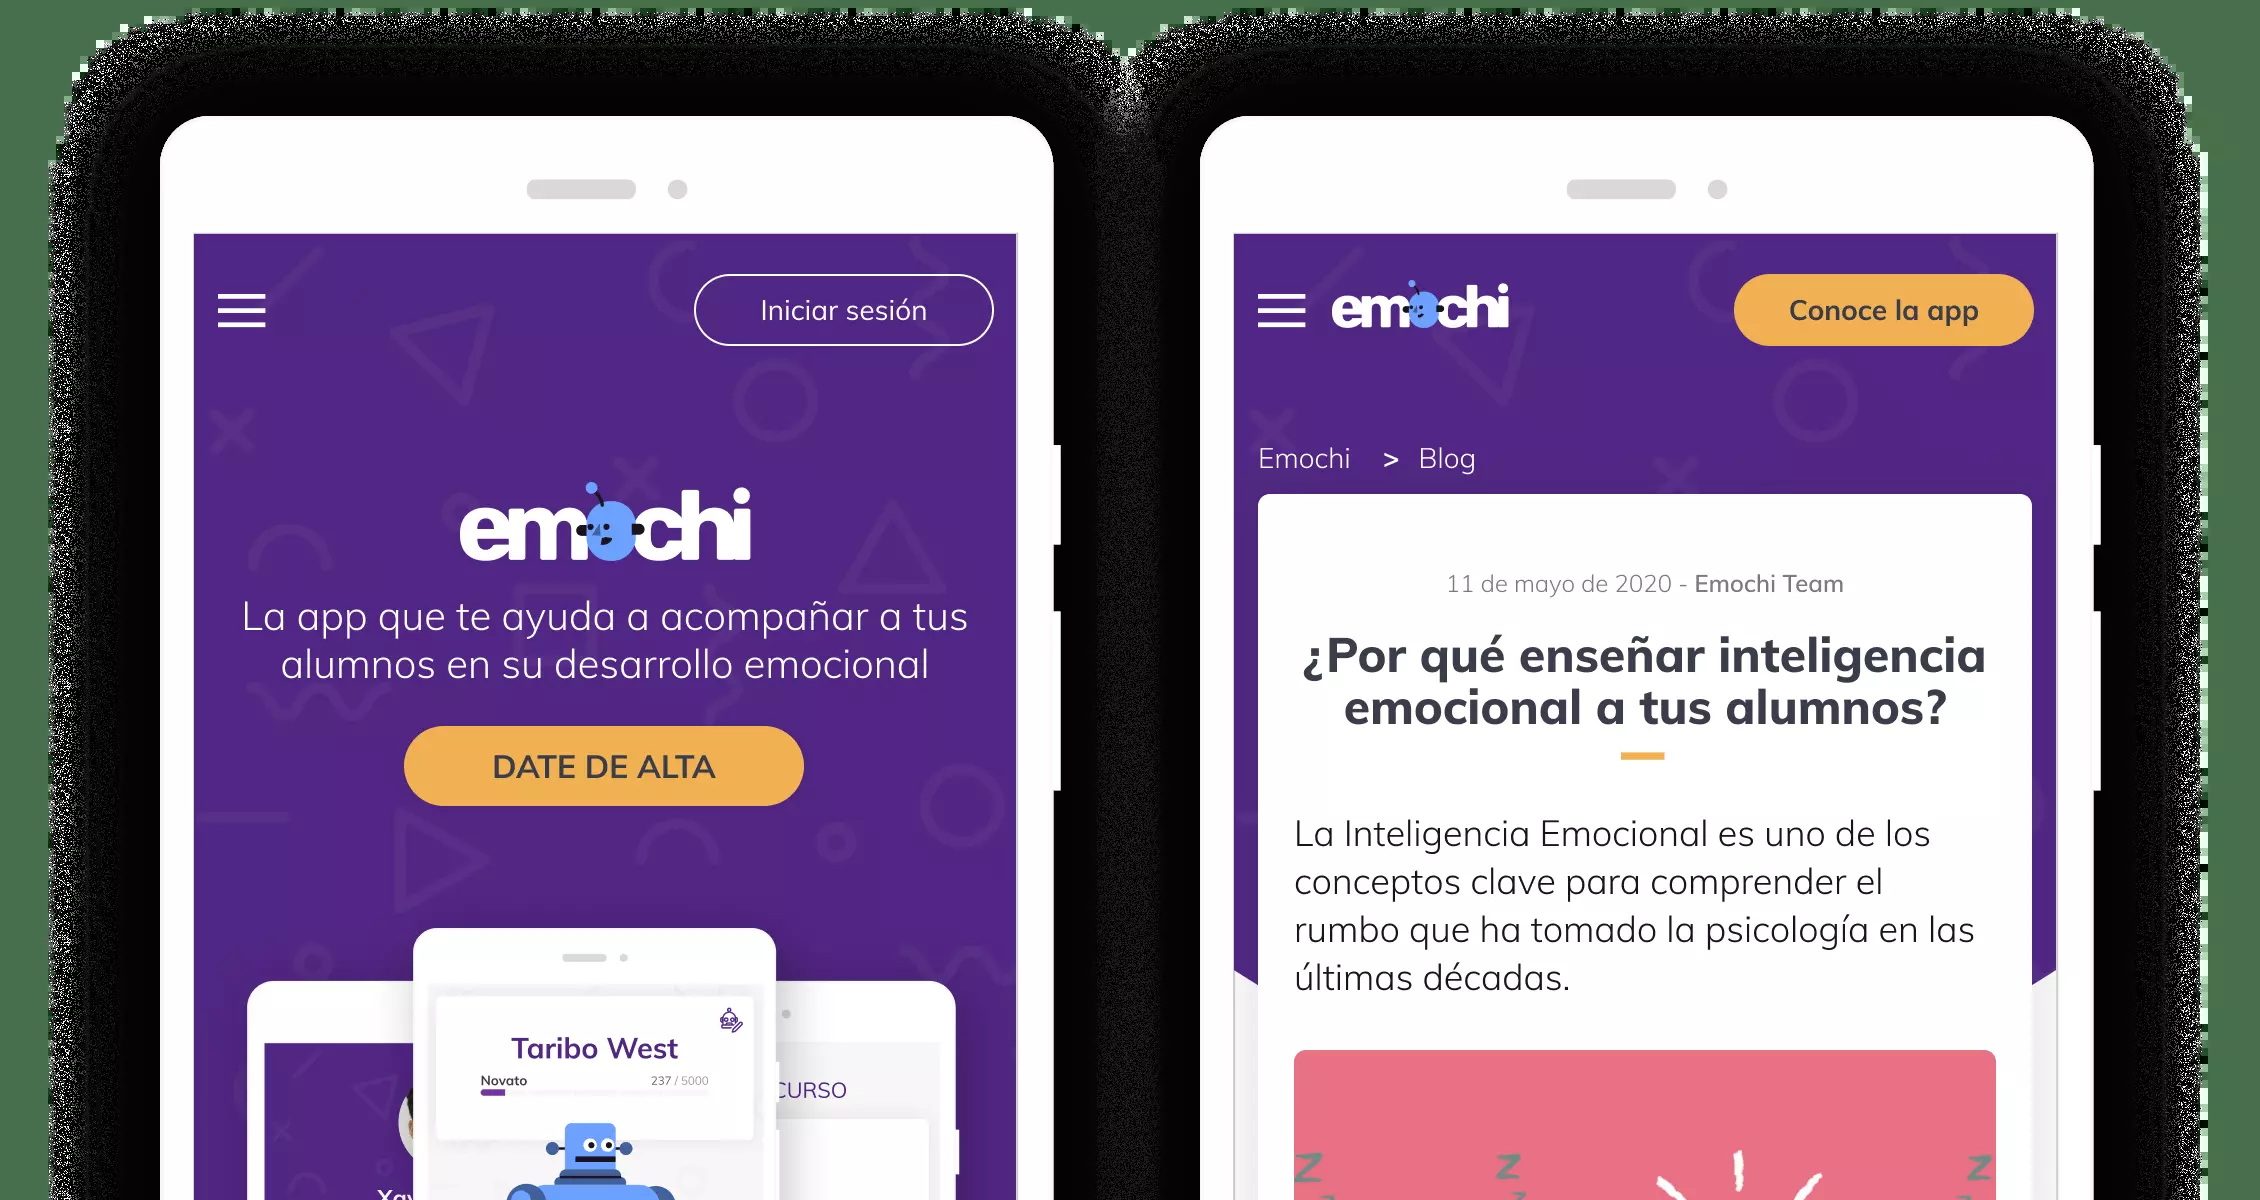 Iniciar sesión
emochi
La app que te ayuda a acompañar a tus
alumnos en su desarrollo emocional
DATE DE ALTA
Taribo West
Novato 237 / 5000
CURSO
emochi
Conoce la app
Emochi > Blog
11 de mayo de 2020 - Emochi Team
¿Por qué enseñar inteligencia
emocional a tus alumnos?
La Inteligencia Emocional es uno de los
conceptos clave para comprender el
rumbo que ha tomado la psicología en las
últimas décadas.
Z Z Z